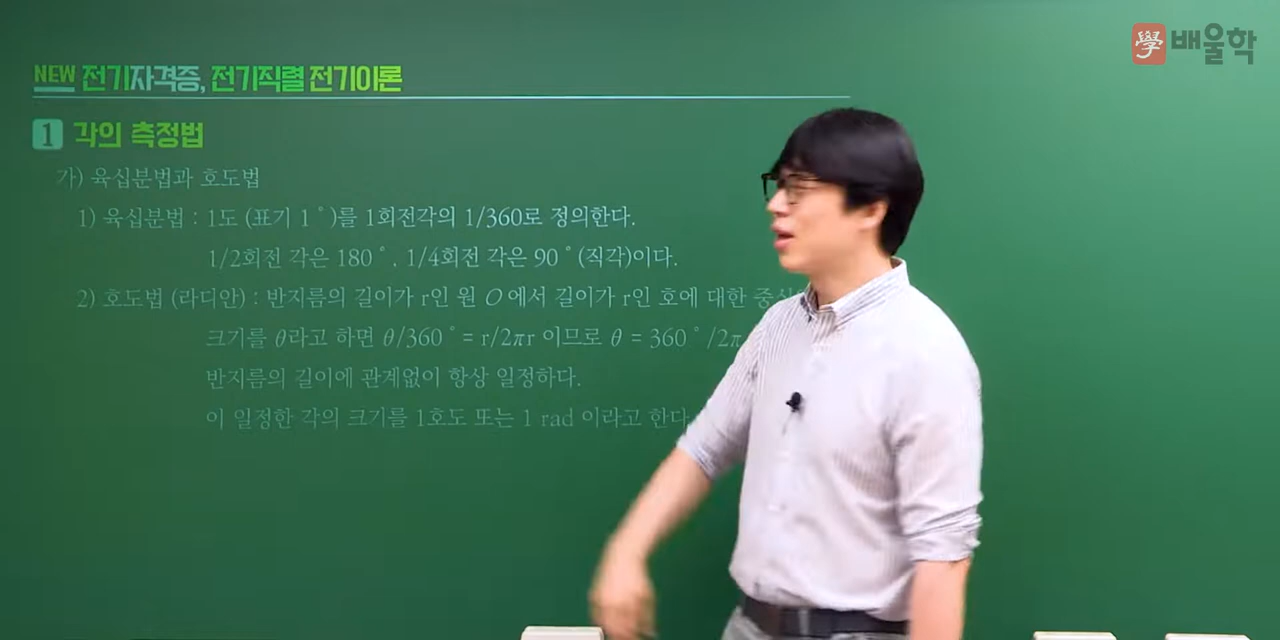 學 배울학
NEW 전기자격증, 전기직렬 전기이론
1 각의 측정법
가) 육십분법과 호도법
1) 육십분법 : 1도 (표기 1˚)를 1회전각의 1/360로 정의한다.
1/2회전 각은 180˚, 1/4회전 각은 90˚(직각)이다.
2) 호도법 (라디안) : 반지름의 길이가 r인 원 O 에서 길이가 r인 호에 대한
크기를 θ라고 하면 θ/360˚ = r/2πr 이므로 θ = 360˚/2π
반지름의 길이에 관계없이 항상 일정하다.
이 일정한 각의 크기를 1호도 또는 1 rad 이라고 한다